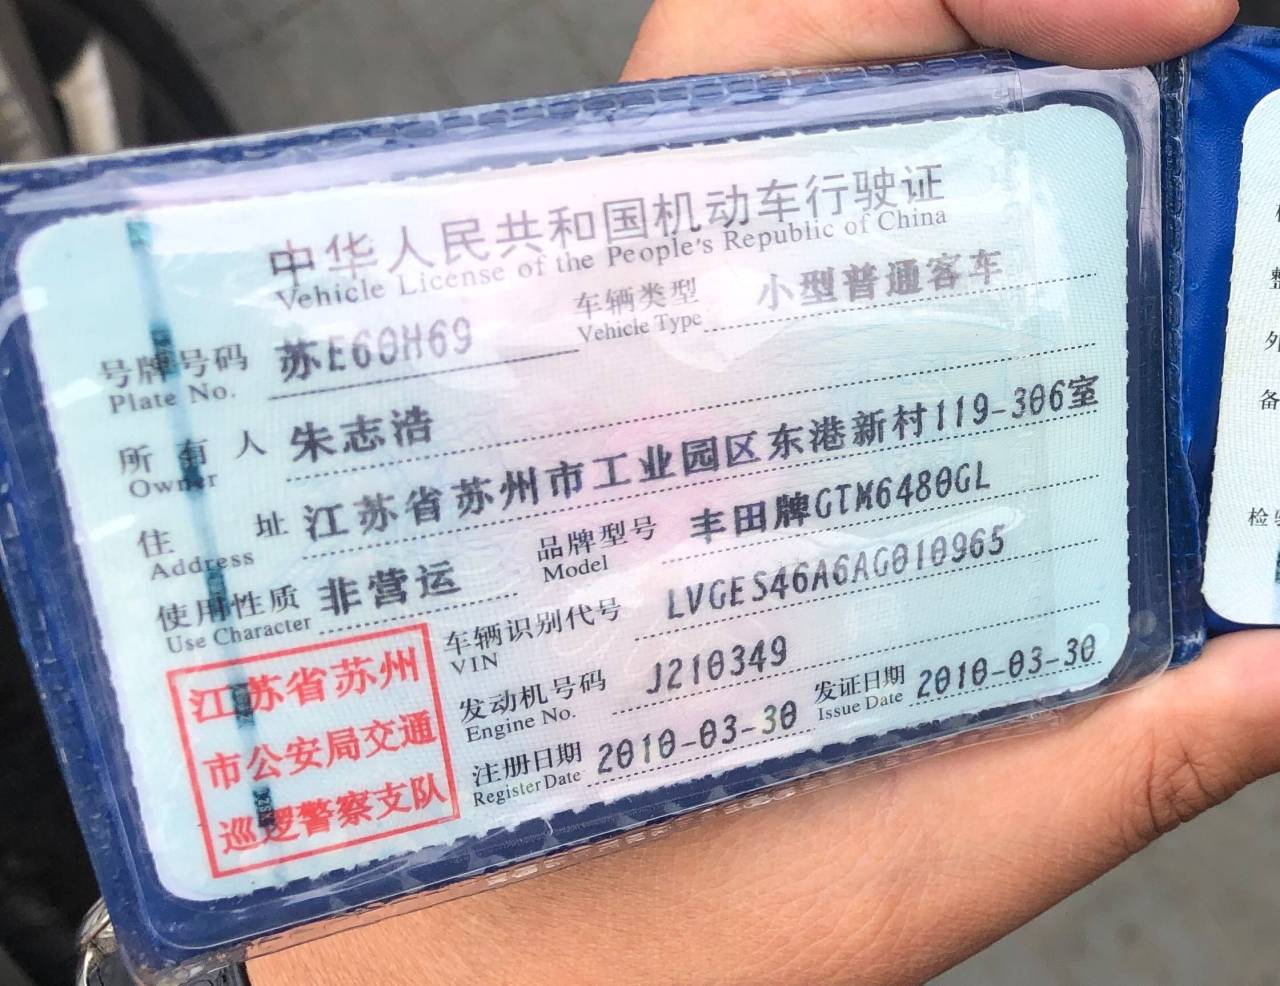 中华人民共和国机动车行驶证
Vehicle License of the People's Republic of China
号牌号码 苏E60H69 车辆类型 小型普通客车
Plate No. Vehicle Type
所有人 朱志浩
Owner
住址 江苏省苏州市工业园区东港新村119-306室
Address
使用性质 非营运 品牌型号 丰田牌GTM6480GL
Use Character Model
车辆识别代号 LVGES46A6AG010965
VIN
发动机号码 J210349
Engine No.
注册日期 2010-03-30 发证日期 2010-03-30
Register Date Issue Date
江苏省苏州
市公安局交通
巡逻警察支队
整
外
备
检